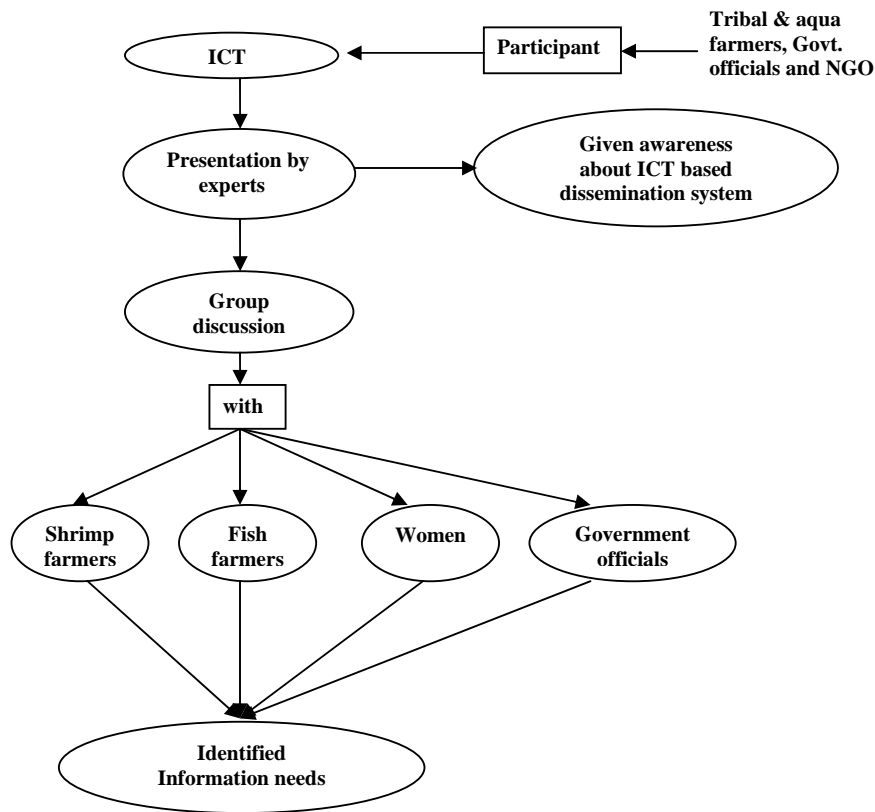 ICT
Participant
Tribal & aqua
farmers, Govt.
officials and NGO
Presentation by
experts
Given awareness
about ICT based
dissemination system
Group
discussion
with
Shrimp
farmers
Fish
farmers
Women
Government
officials
Identified
Information needs